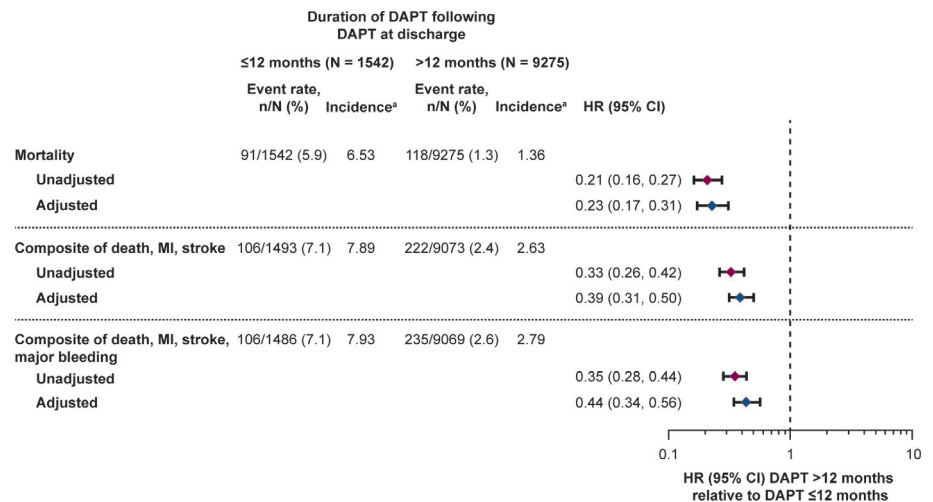 Duration of DAPT following
DAPT at discharge
≤12 months (N = 1542) >12 months (N = 9275)
Event rate, Event rate,
n/N (%) Incidenceᵃ n/N (%) Incidenceᵃ HR (95% CI)
Mortality 91/1542 (5.9) 6.53 118/9275 (1.3) 1.36
Unadjusted 0.21 (0.16, 0.27)
Adjusted 0.23 (0.17, 0.31)
Composite of death, MI, stroke 106/1493 (7.1) 7.89 222/9073 (2.4) 2.63
Unadjusted 0.33 (0.26, 0.42)
Adjusted 0.39 (0.31, 0.50)
Composite of death, MI, stroke, 106/1486 (7.1) 7.93 235/9069 (2.6) 2.79
major bleeding
Unadjusted 0.35 (0.28, 0.44)
Adjusted 0.44 (0.34, 0.56)
0.1 1 10
HR (95% CI) DAPT >12 months
relative to DAPT ≤12 months